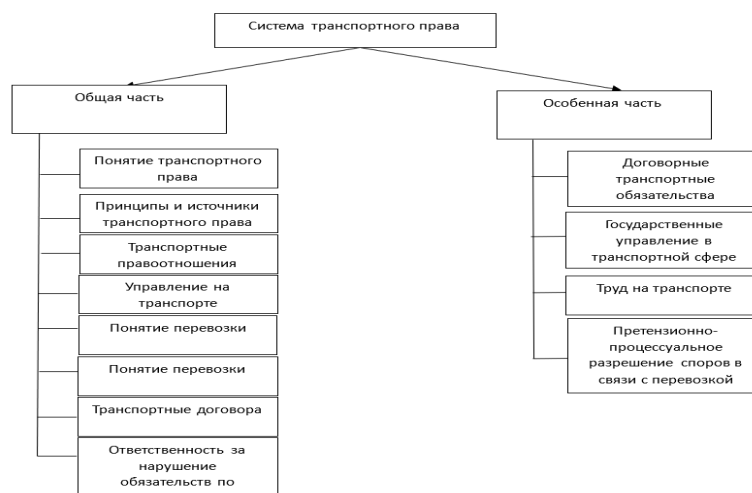 Система транспортного права
Общая часть
Понятие транспортного
права
Принципы и источники
транспортного права
Транспортные
правоотношения
Управление на
транспорте
Понятие перевозки
Понятие перевозки
Транспортные договора
Ответственность за
нарушение
обязательств по
Особенная часть
Договорные
транспортные
обязательства
Государственные
управление в
транспортной сфере
Труд на транспорте
Претензионно-
процессуальное
разрешение споров в
связи с перевозкой